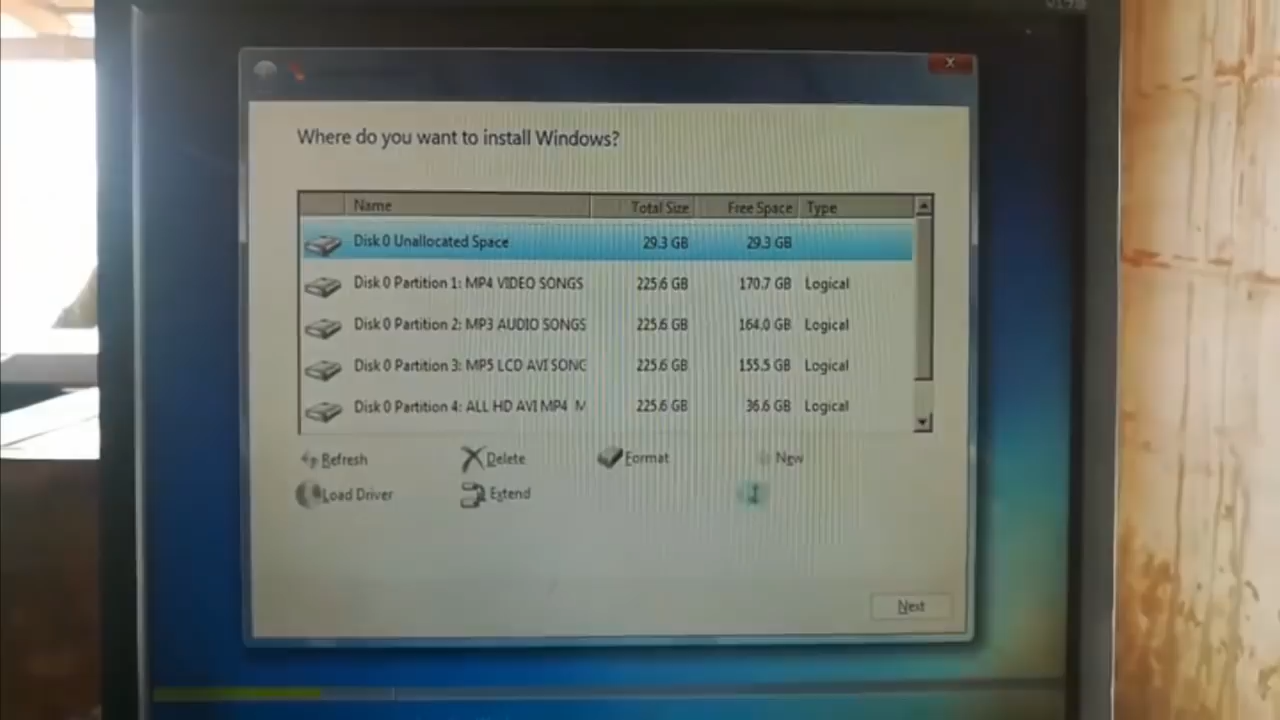 Where do you want to install Windows?
Name Total Size Free Space Type
Disk 0 Unallocated Space 29.3 GB 29.3 GB
Disk 0 Partition 1: MP4 VIDEO SONGS 225.6 GB 170.7 GB Logical
Disk 0 Partition 2: MP3 AUDIO SONGS 225.6 GB 164.0 GB Logical
Disk 0 Partition 3: MP5 LCD AVI SONG 225.6 GB 155.5 GB Logical
Disk 0 Partition 4: ALL HD AVI MP4 M 225.6 GB 36.6 GB Logical
Refresh Delete Format New
Load Driver Extend
Next